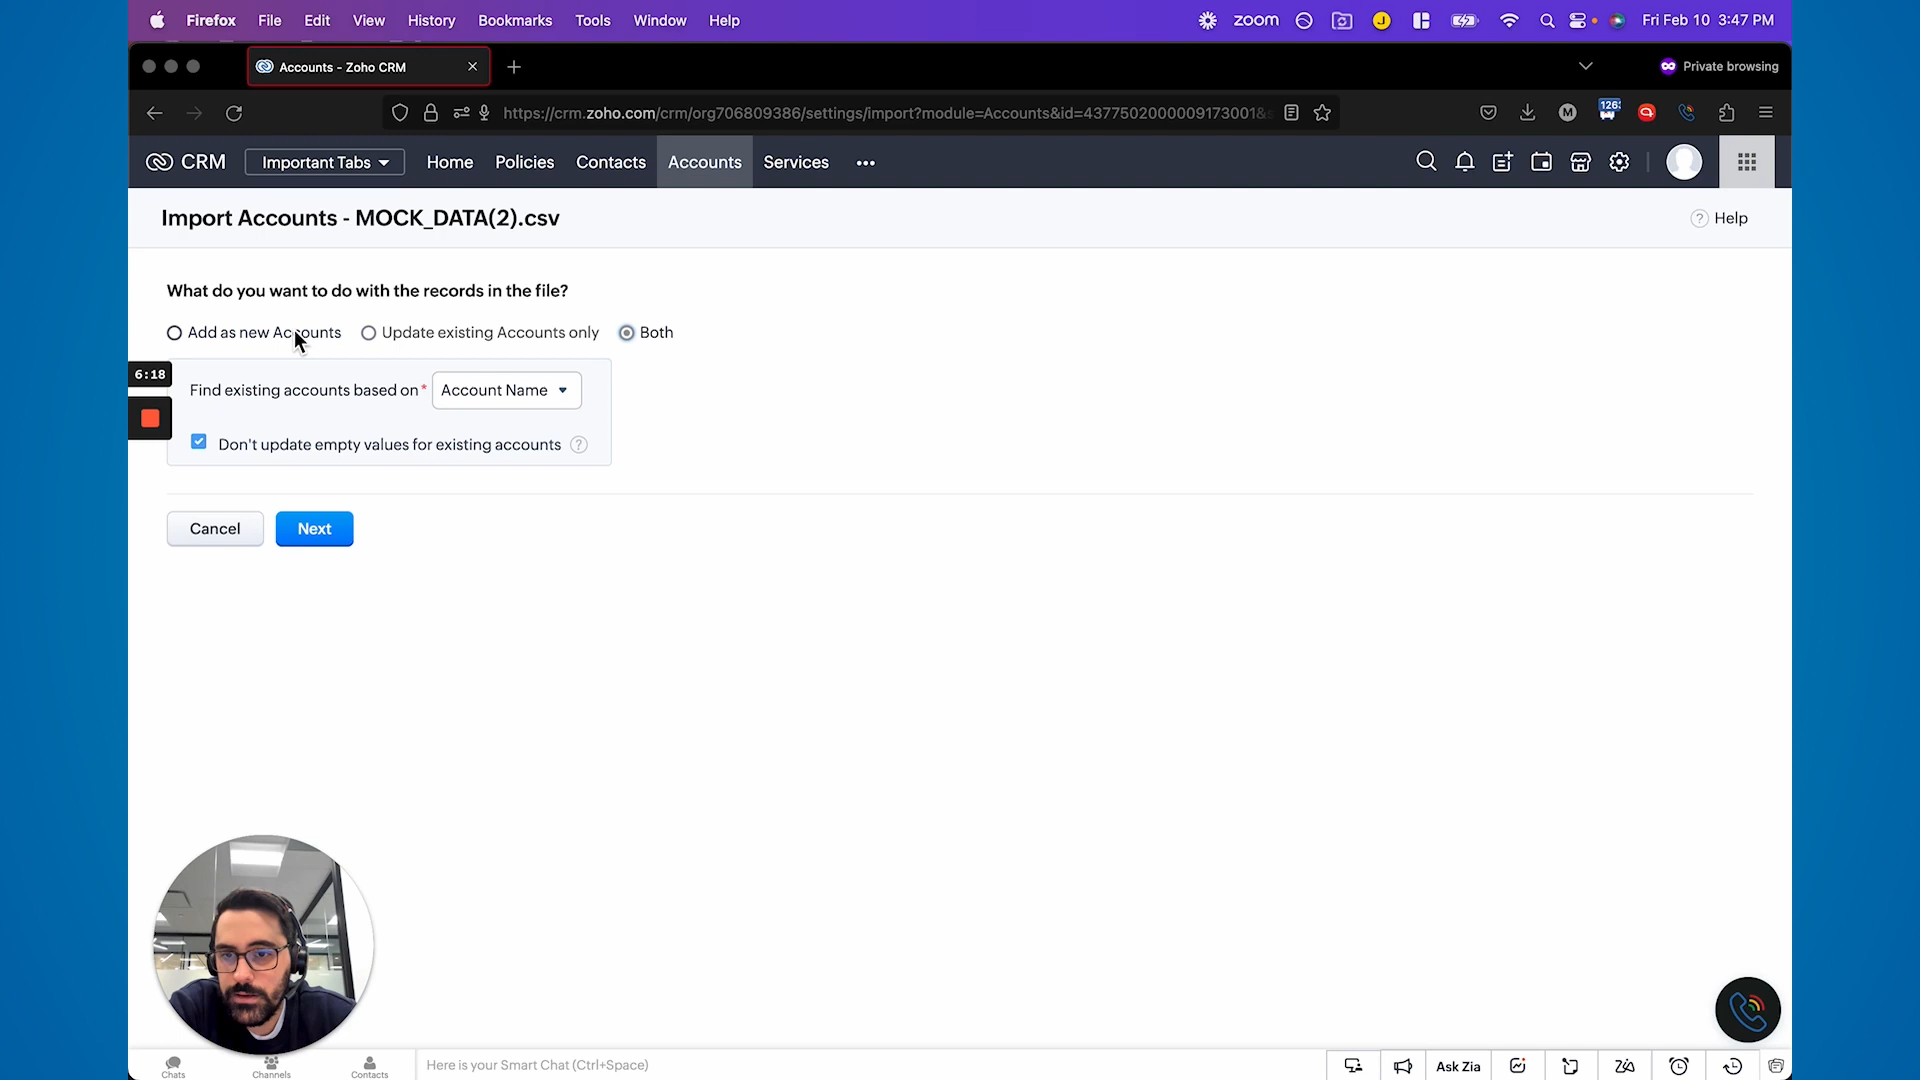 Firefox File Edit View History Bookmarks Tools Window Help zoom J Fri Feb 10 3:47 PM
Accounts - Zoho CRM Private browsing
https://crm.zoho.com/crm/org706809386/settings/import?module=Accounts&id=4377502000009173001& M 126
CRM Important Tabs Home Policies Contacts Accounts Services
Import Accounts - MOCK_DATA(2).csv ? Help
What do you want to do with the records in the file?
Add as new Accounts Update existing Accounts only Both
6:18
Find existing accounts based on * Account Name
Don't update empty values for existing accounts ?
Cancel Next
Chats Channels Contacts Here is your Smart Chat (Ctrl+Space) Ask Zia